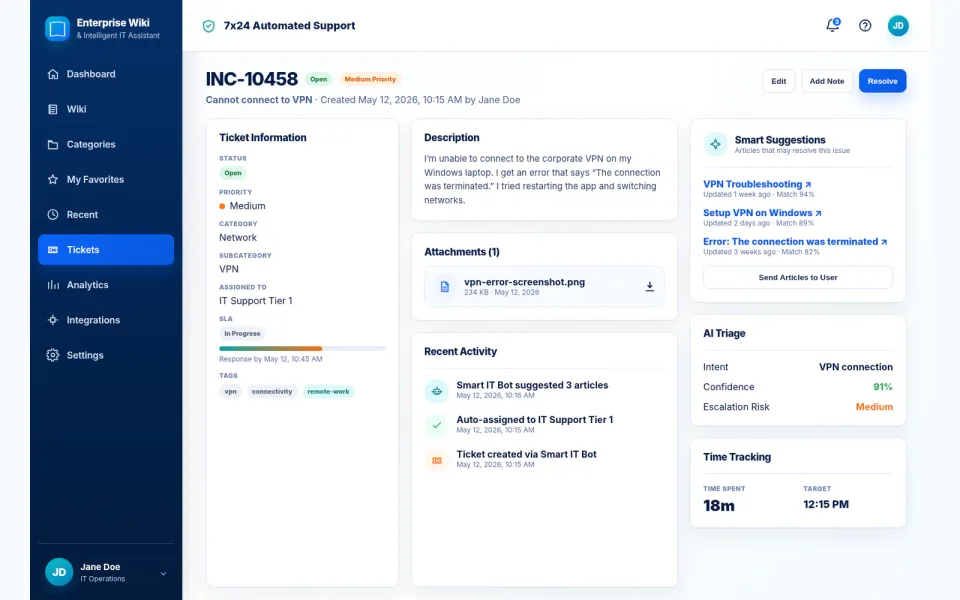 Enterprise Wiki
& Intelligent IT Assistant
Dashboard
Wiki
Categories
My Favorites
Recent
Tickets
Analytics
Integrations
Settings
JD
Jane Doe
IT Operations
7x24 Automated Support
3
JD
INC-10458
Open
Medium Priority
Cannot connect to VPN · Created May 12, 2026, 10:15 AM by Jane Doe
Edit
Add Note
Resolve
Ticket Information
STATUS
Open
PRIORITY
Medium
CATEGORY
Network
SUBCATEGORY
VPN
ASSIGNED TO
IT Support Tier 1
SLA
In Progress
Response by May 12, 10:45 AM
TAGS
vpn
connectivity
remote-work
Description
I'm unable to connect to the corporate VPN on my
Windows laptop. I get an error that says “The connection
was terminated.” I tried restarting the app and switching
networks.
Attachments (1)
vpn-error-screenshot.png
234 KB · May 12, 2026
Recent Activity
Smart IT Bot suggested 3 articles
May 12, 2026, 10:16 AM
Auto-assigned to IT Support Tier 1
May 12, 2026, 10:15 AM
Ticket created via Smart IT Bot
May 12, 2026, 10:15 AM
Smart Suggestions
Articles that may resolve this issue
VPN Troubleshooting ↗
Updated 1 week ago · Match 94%
Setup VPN on Windows ↗
Updated 2 days ago · Match 89%
Error: The connection was terminated ↗
Updated 3 weeks ago · Match 82%
Send Articles to User
AI Triage
Intent
VPN connection
Confidence
91%
Escalation Risk
Medium
Time Tracking
TIME SPENT
18m
TARGET
12:15 PM